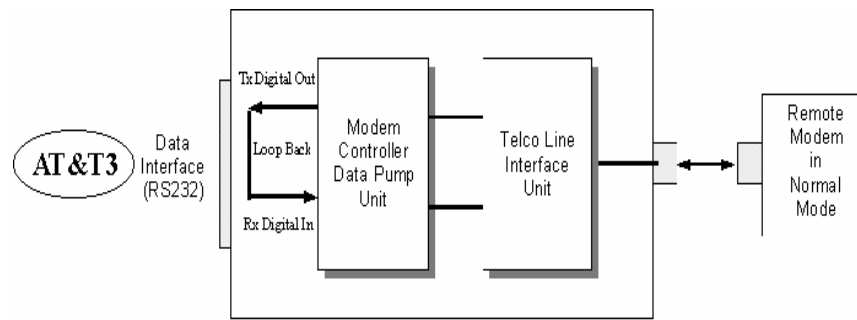 AT&T3
Data
Interface
(RS232)
Tx Digital Out
Loop Back
Rx Digital In
Modem
Controller
Data Pump
Unit
Telco Line
Interface
Unit
Remote
Modem
in
Normal
Mode